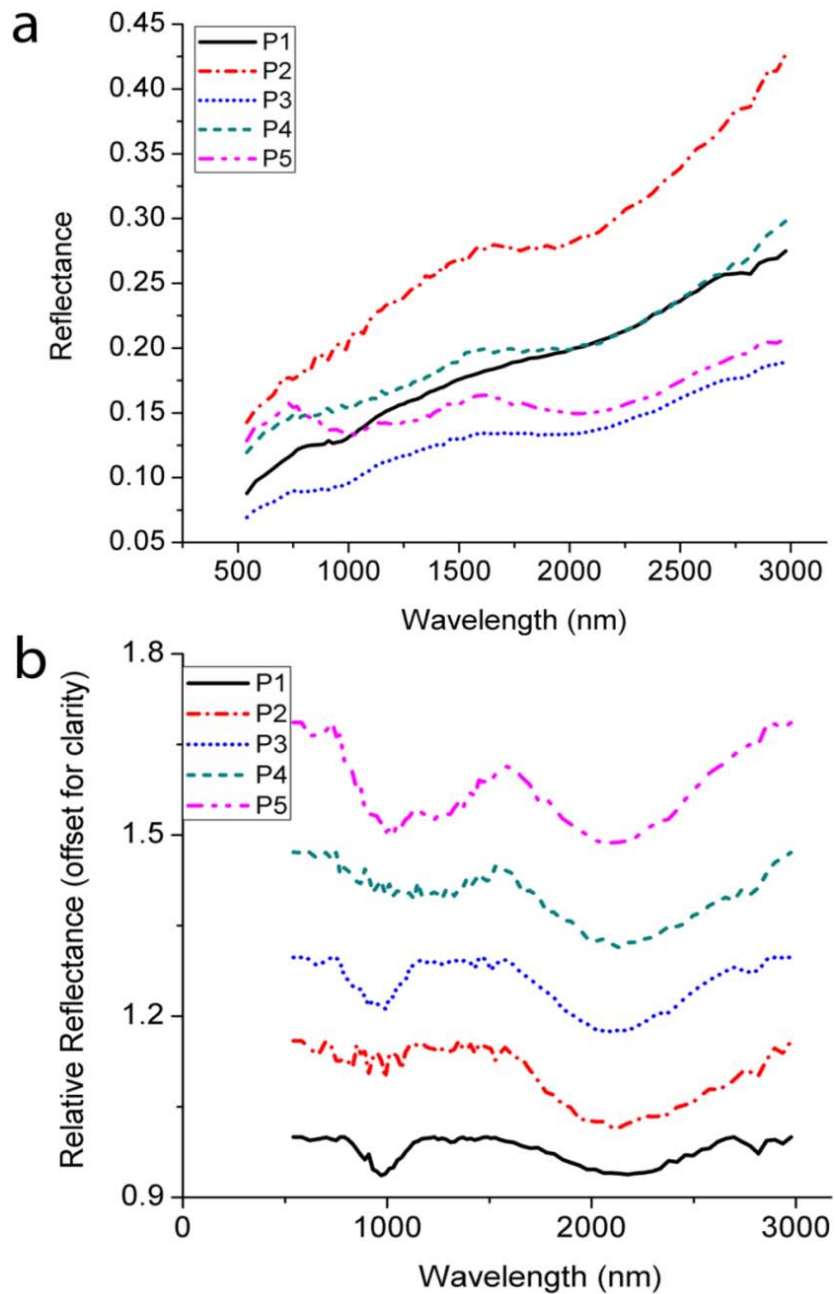 a
0.45
0.40
0.35
0.30
0.25
0.20
0.15
0.10
0.05
Reflectance
P1
P2
P3
P4
P5
500 1000 1500 2000 2500 3000
Wavelength (nm)
b
1.8
1.5
1.2
0.9
Relative Reflectance (offset for clarity)
P1
P2
P3
P4
P5
0 1000 2000 3000
Wavelength (nm)